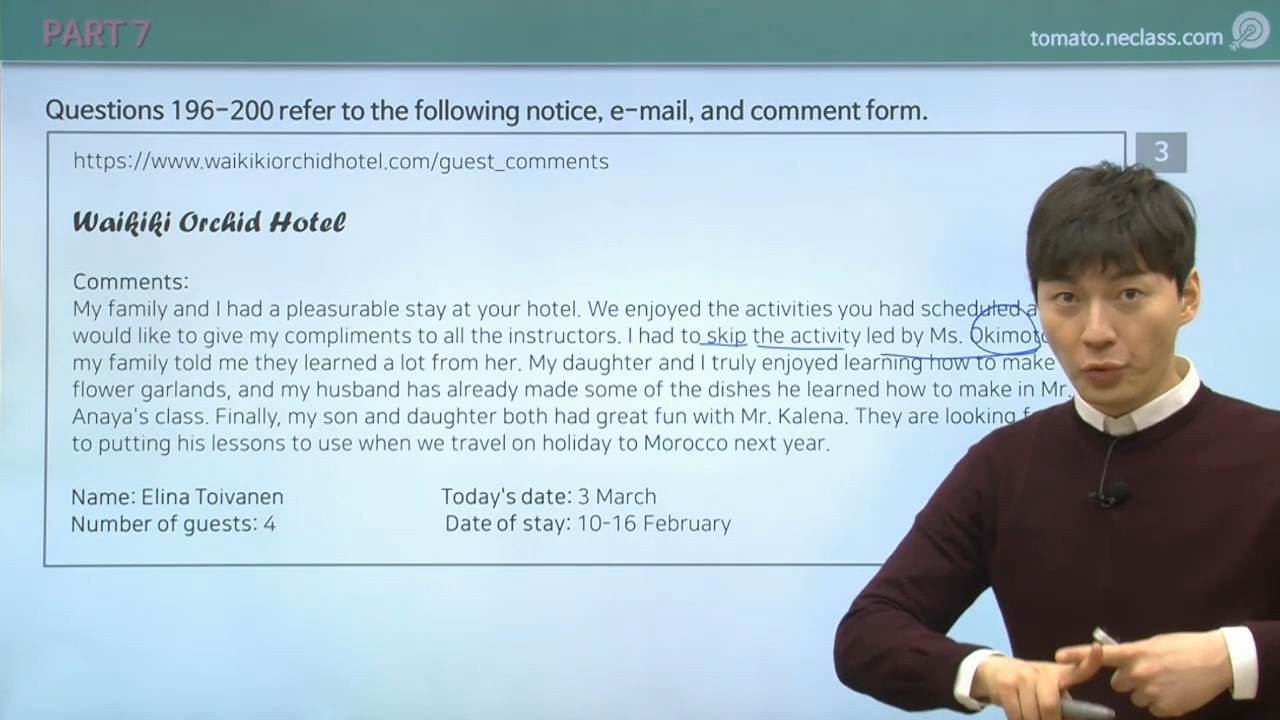 PART 7
tomato.neclass.com
Questions 196-200 refer to the following notice, e-mail, and comment form.
3
https://www.waikikiorchidhotel.com/guest_comments
Waikiki Orchid Hotel
Comments:
My family and I had a pleasurable stay at your hotel. We enjoyed the activities you had scheduled
would like to give my compliments to all the instructors. I had to skip the activity led by Ms.
my family told me they learned a lot from her. My daughter and I truly enjoyed learning how to make
flower garlands, and my husband has already made some of the dishes he learned how to make in Mr.
Anaya's class. Finally, my son and daughter both had great fun with Mr. Kalena. They are looking
to putting his lessons to use when we travel on holiday to Morocco next year.
Name: Elina Toivanen
Today's date: 3 March
Number of guests: 4
Date of stay: 10-16 February